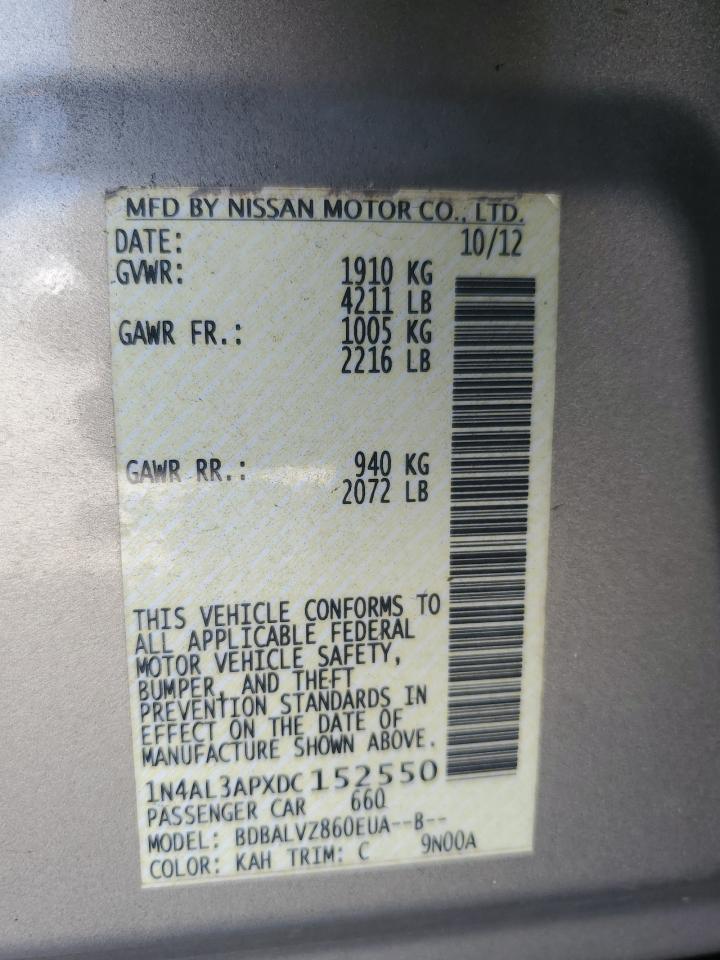 MFD BY NISSAN MOTOR CO., LTD.
DATE: 10/12
GVWR: 1910 KG
4211 LB
GAWR FR.: 1005 KG
2216 LB
GAWR RR.: 940 KG
2072 LB
THIS VEHICLE CONFORMS TO
ALL APPLICABLE FEDERAL
MOTOR VEHICLE SAFETY,
BUMPER, AND THEFT
PREVENTION STANDARDS IN
EFFECT ON THE DATE OF
MANUFACTURE SHOWN ABOVE.
1N4AL3APXDC152550
PASSENGER CAR 660
MODEL: BDBALVZ860EUA--B--
COLOR: KAH TRIM: C 9N00A